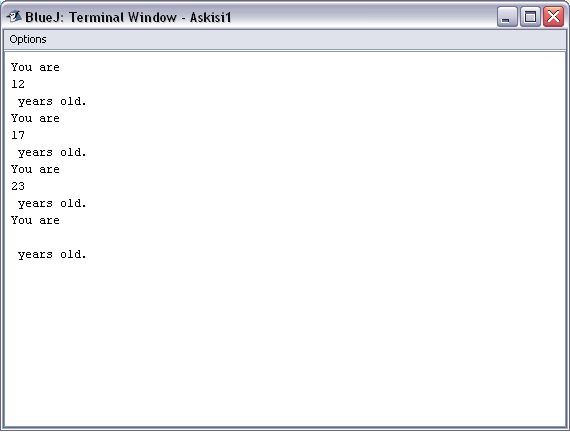 BlueJ: Terminal Window - Askisi1
Options
You are
12
 years old.
You are
17
 years old.
You are
23
 years old.
You are

 years old.